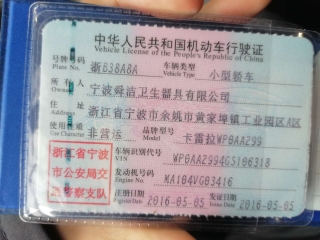 中华人民共和国机动车行驶证
Vehicle License of the People's Republic of China
号牌号码 浙B38A8A 车辆类型 小型轿车
Plate No. Vehicle Type
所有人 宁波舜洁卫生器具有限公司
Owner
住址 浙江省宁波市余姚市黄家埠镇工业园区A区
Address
使用性质 非营运 品牌型号 卡雷拉WP0AA299
Use Character Model
浙江省宁波市公安局交通警察支队
车辆识别代号
VIN
发动机号码
Engine No. MA104VG03416
注册日期 2016-05-05 发证日期 2016-05-05
Register Date Issue Date